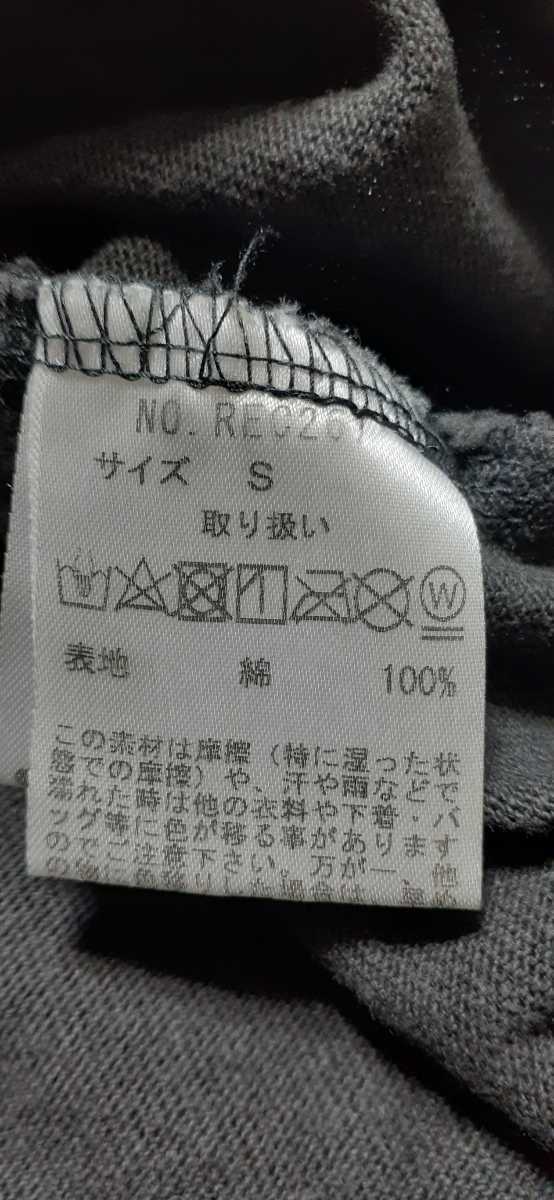 NO. RE0267
サイズ S
取り扱い
W
表地 綿 100%
この素材は摩擦（特に湿った状
態での摩擦）や、汗や雨などで
濡れた時は他の衣料や下着・バ
ッグ等に色が移る事があります
のでご注意下さい。万が一、他